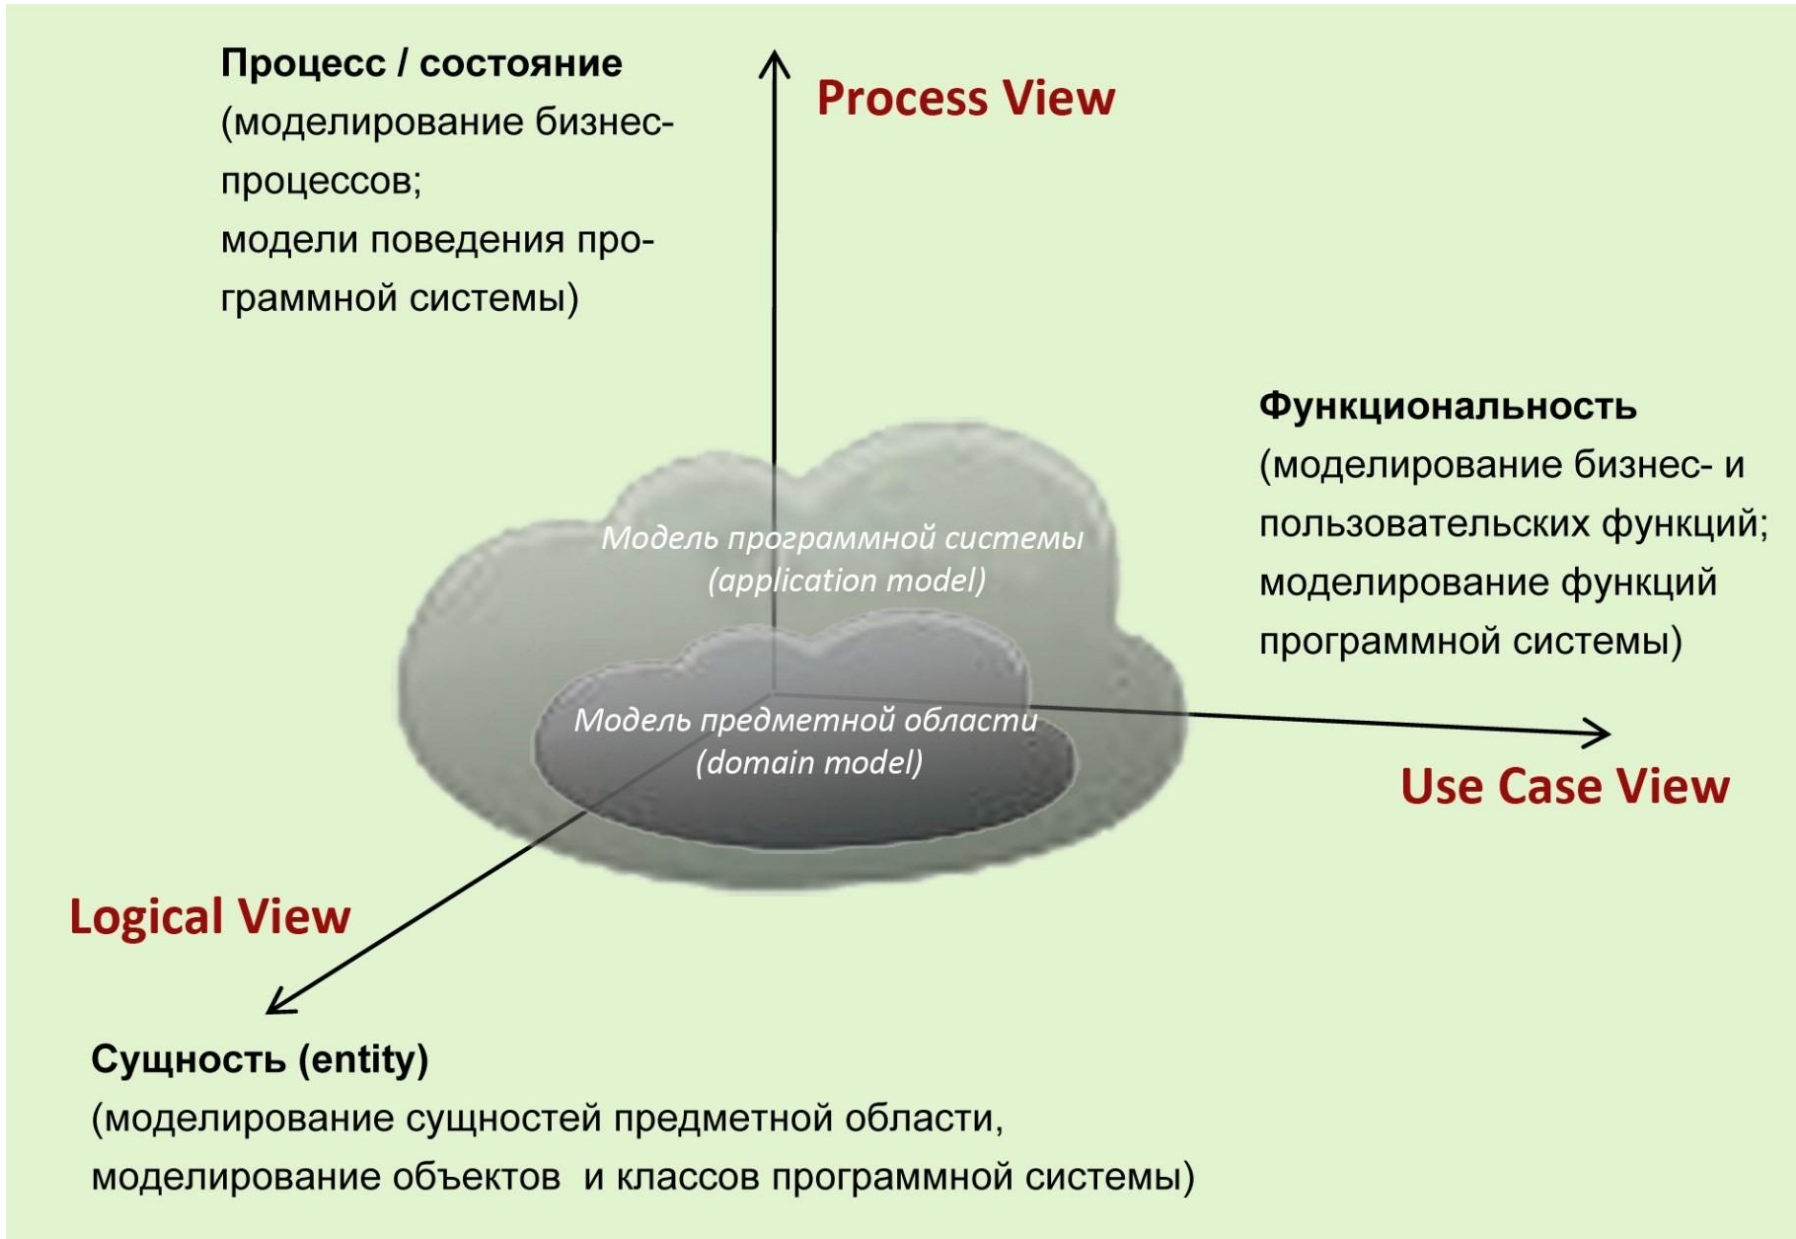 Процесс / состояние
(моделирование бизнес-
процессов;
модели поведения про-
граммной системы)
Process View
Функциональность
(моделирование бизнес- и
пользовательских функций;
моделирование функций
программной системы)
Модель программной системы
(application model)
Модель предметной области
(domain model)
Use Case View
Logical View
Сущность (entity)
(моделирование сущностей предметной области,
моделирование объектов  и классов программной системы)